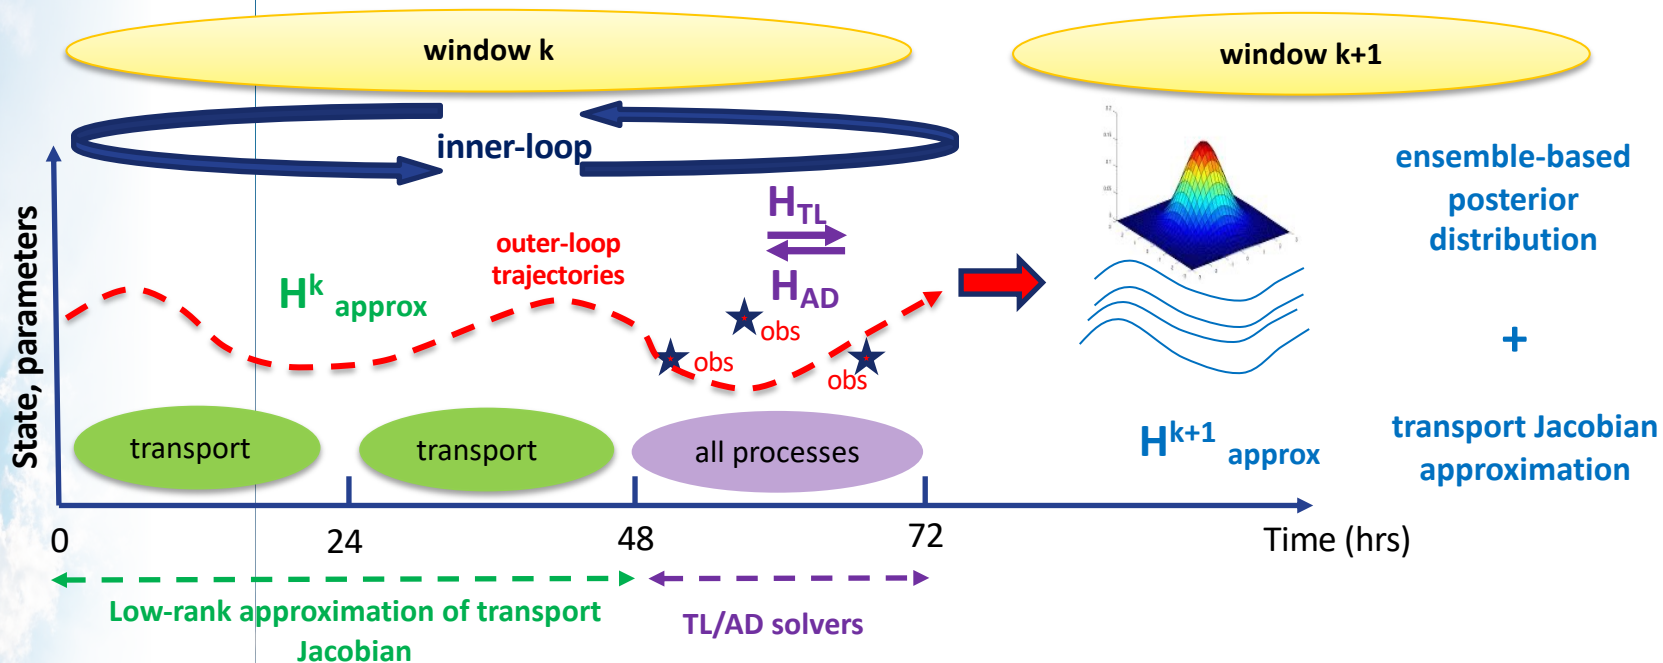 window k
window k+1
inner-loop
State, parameters
H^k approx
outer-loop
trajectories
H_TL
H_AD
obs
obs
obs
transport
transport
all processes
0
24
48
72
Time (hrs)
Low-rank approximation of transport
Jacobian
TL/AD solvers
ensemble-based
posterior
distribution
+
H^k+1 approx
transport Jacobian
approximation